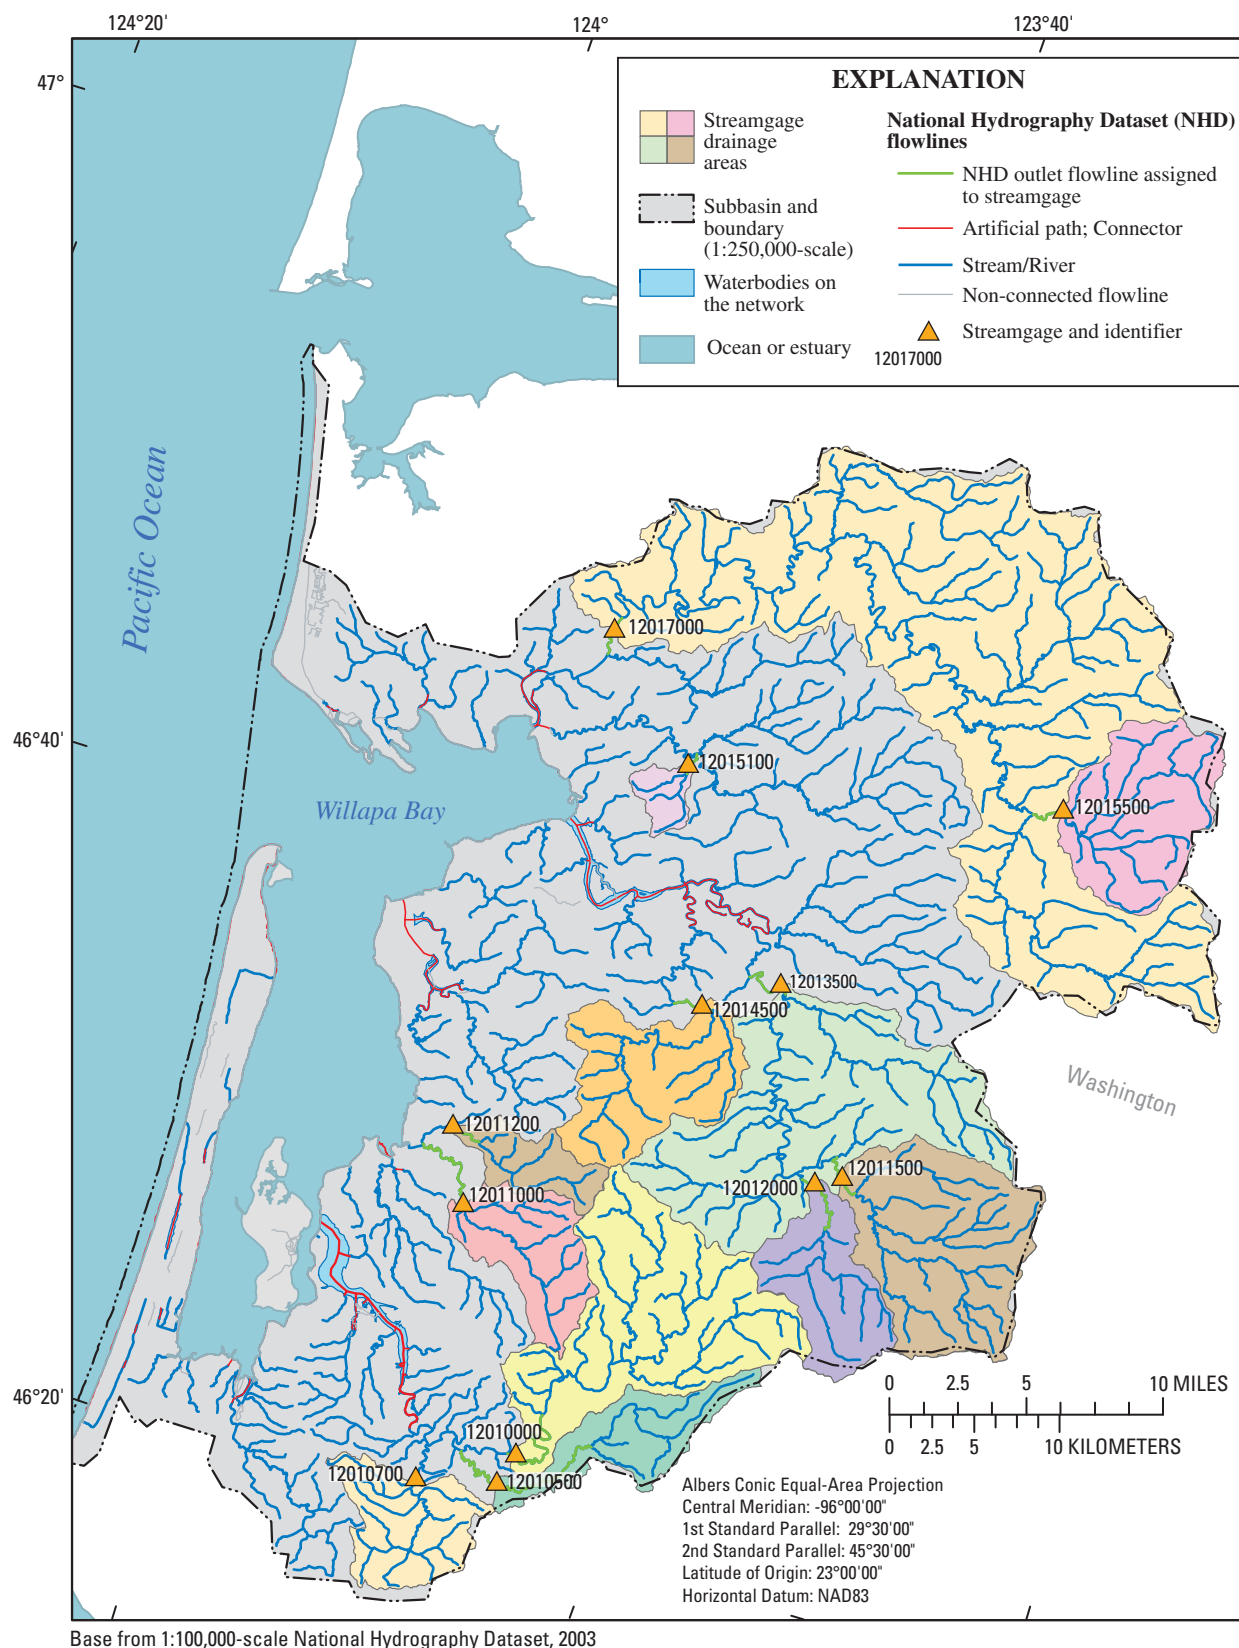 124°20'
124°
123°40'
47°
EXPLANATION
Streamgage
drainage
areas
Subbasin and
boundary
(1:250,000-scale)
Waterbodies on
the network
Ocean or estuary
National Hydrography Dataset (NHD)
flowlines
NHD outlet flowline assigned
to streamgage
Artificial path; Connector
Stream/River
Non-connected flowline
Streamgage and identifier
12017000
Pacific Ocean
12017000
46°40'
12015100
Willapa Bay
12015500
12013500
12014500
Washington
12011200
12011500
12012000
12011000
46°20'
0 2.5 5 10 MILES
0 2.5 5 10 KILOMETERS
12010000
12010700
12010500
Albers Conic Equal-Area Projection
Central Meridian: -96°00'00"
1st Standard Parallel: 29°30'00"
2nd Standard Parallel: 45°30'00"
Latitude of Origin: 23°00'00"
Horizontal Datum: NAD83
Base from 1:100,000-scale National Hydrography Dataset, 2003